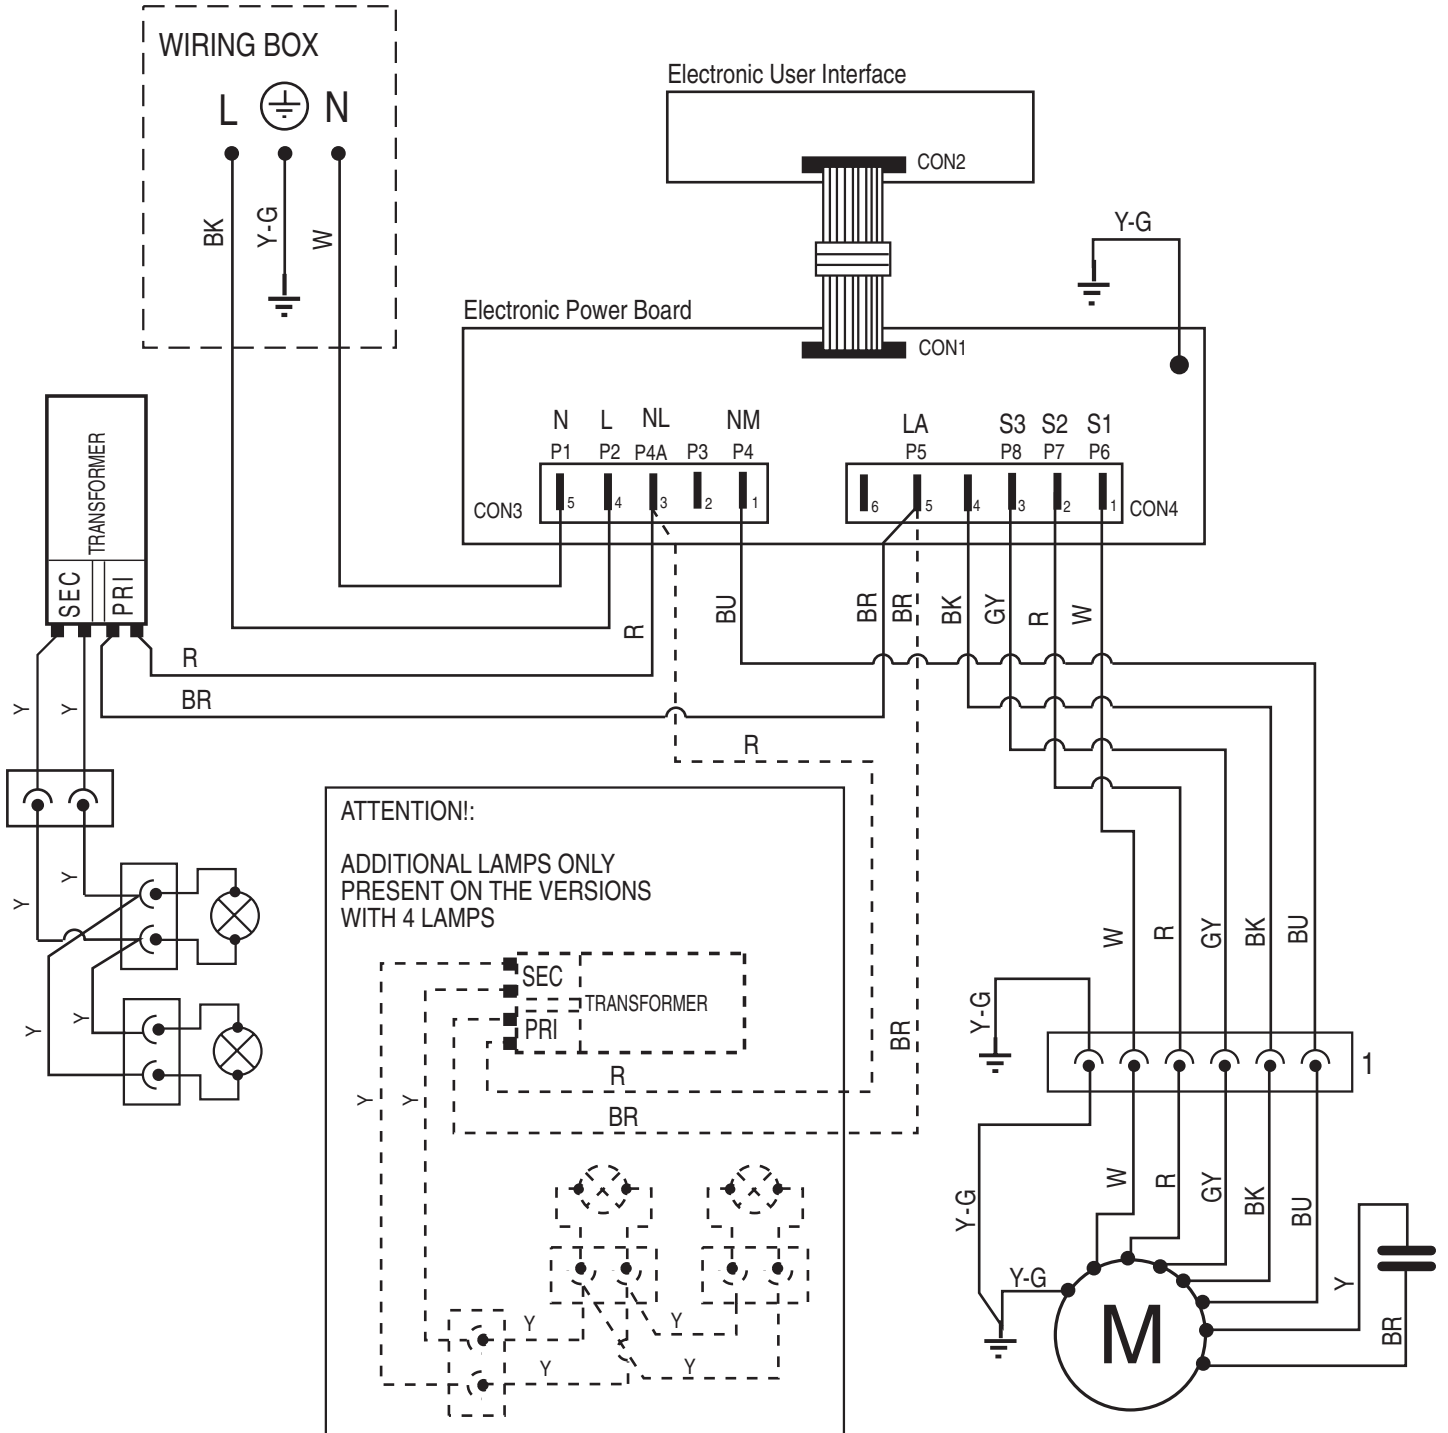 WIRING BOX
L N
BK Y-G W
Electronic User Interface
CON2
Y-G
Electronic Power Board
CON1
N L NL NM
P1 P2 P4A P3 P4
5 4 3 2 1
CON3
LA S3 S2 S1
P5 P8 P7 P6
6 5 4 3 2 1
CON4
TRANSFORMER
SEC PRI
R BU BR BR BK GY R W
R
BR
Y Y
R
Y Y
Y Y
ATTENTION!:
ADDITIONAL LAMPS ONLY
PRESENT ON THE VERSIONS
WITH 4 LAMPS
SEC
TRANSFORMER
PRI
R
BR
BR
Y Y
Y Y
Y Y
W R GY BK BU
Y-G
1
Y-G W R GY BK BU
Y-G
M
Y
BR